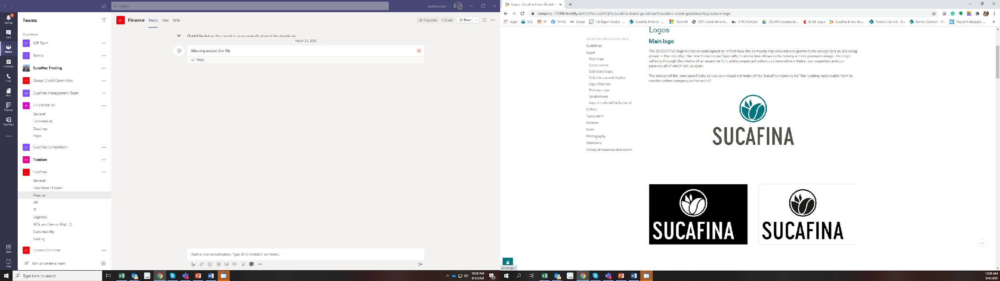 Search
sucafina.com
Activity
Chat
Teams
Calendar
Calls
Files
Planner
OneNote
Apps
Help
Teams
Your teams
ST SSP Team
T Tennis
Sucafina Trading
Group Credit Committee
SM Sucafina Management Team
ICE CERTIFIED
General
Commercial
Gradings
Repo
SC Sucafina Competition
FH Fixation
Sucafina
General
Education Channel
Finance
HR
IT
Logistics
MDs and Senior Mgt
Sustainability
Trading
SC Sponsor's Corner
Join or create a team
SC Finance Posts Files Wiki
Org-wide 1 Guest Meet
Charbel Barakat set this channel to be automatically shown in the channels list.
March 31, 2020
Meeting ended: 2m 30s
Reply
Start a new conversation. Type @ to mention someone.
Type here to search
10:28 AM
8/6/2020
23
Logos - Sucafina brand Guideline
company-178998.frontify.com/d/PeJUazWXJj55/sucafina-brand-guidelines#/sucafina-brand-guidelines/logos/main-logo
Apps SOL FT FinViz Somar ICE Report Center ... Sucafina Intranet ... Power BI CFTC Commitments... CFTC HistCom CECAFE exportacao... BCGE: Login Sucafina brand Gui... Farmer Connect - O... Farmer Connect - IP... Project Amberjack ...
SUCAFINA BRAND GUIDELINES
Guidelines
Logos
Main logo
Construction
Sub-brand logos
Rules for use and display
Logo structure
Minimum size
Isolated area
Logo on colored background
Colors
Typography
Patterns
Icons
Photography
Stationery
Library of downloadable assets
Logos
Main logo
The SUCAFINA logo has been redesigned to reflect how the company has evolved and grown to be recognized as a leading
player in the industry. The new focus on our Specialty business line allows us to convey a more premium image. This logo
reflects, through the choice of an assertive font and unexpected colors, our innovative mindset, our expertise and our
passion, all of which set us apart.
The design of the icon specifically serves as a visual reminder of the Sucafina vision to be "the leading sustainable farm to
roaster coffee company in the world".
SUCAFINA
SUCAFINA
SUCAFINA
javascript:
10:28 AM
8/6/2020